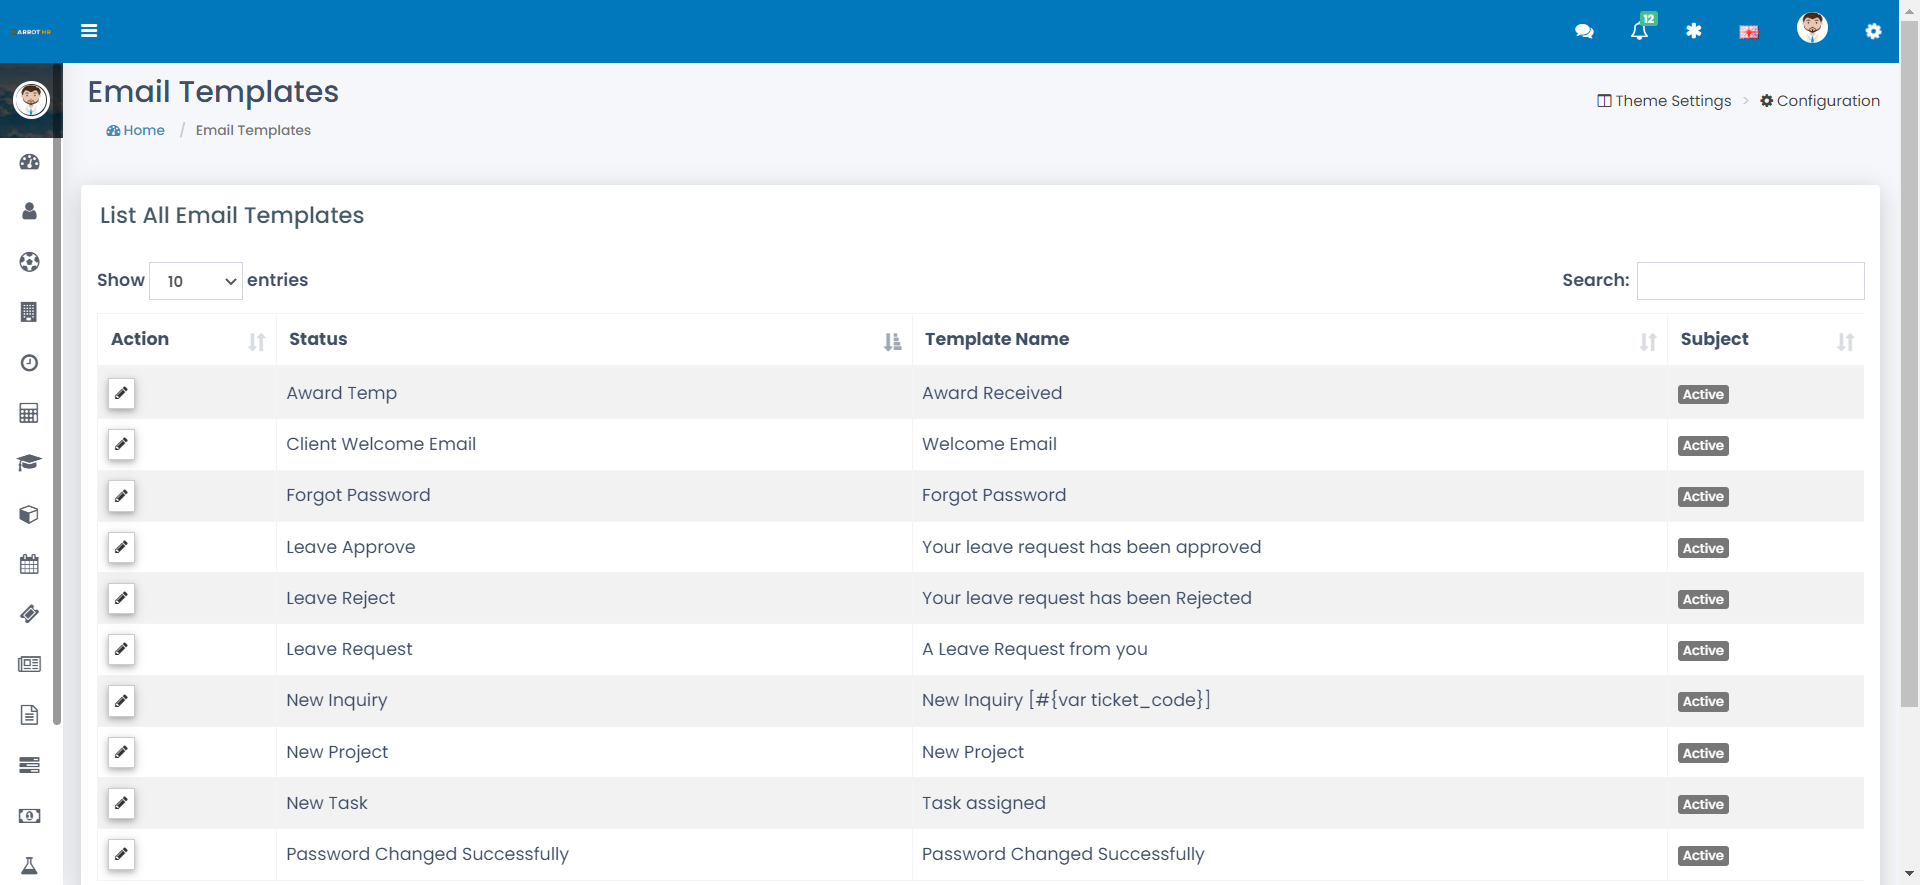 ARBOT HR
12
Email Templates
Theme Settings > Configuration
Home / Email Templates
List All Email Templates
Show 10 entries
Search:
Action Status Template Name Subject
Award Temp Award Received Active
Client Welcome Email Welcome Email Active
Forgot Password Forgot Password Active
Leave Approve Your leave request has been approved Active
Leave Reject Your leave request has been Rejected Active
Leave Request A Leave Request from you Active
New Inquiry New Inquiry [#{var ticket_code}] Active
New Project New Project Active
New Task Task assigned Active
Password Changed Successfully Password Changed Successfully Active